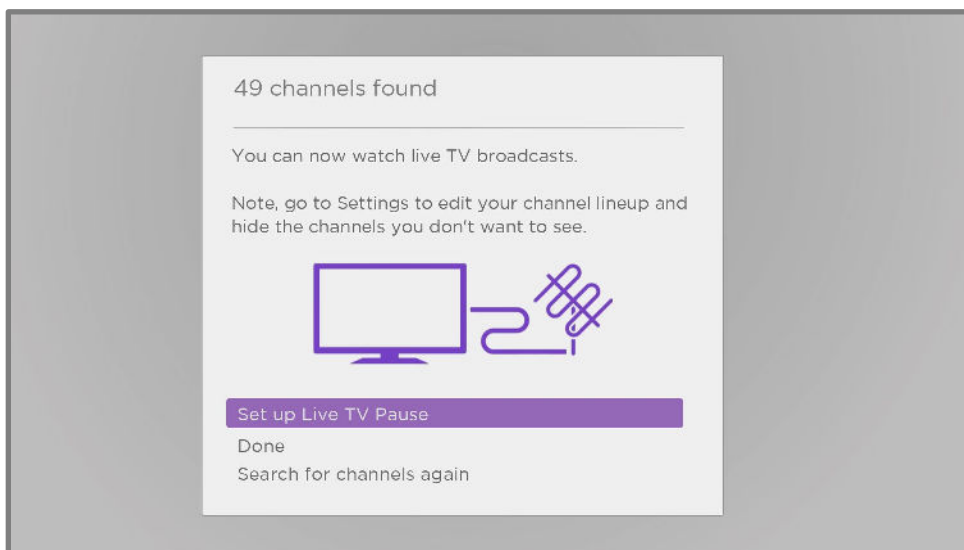 49 channels found
You can now watch live TV broadcasts.
Note, go to Settings to edit your channel lineup and
hide the channels you don't want to see.
Set up Live TV Pause
Done
Search for channels again